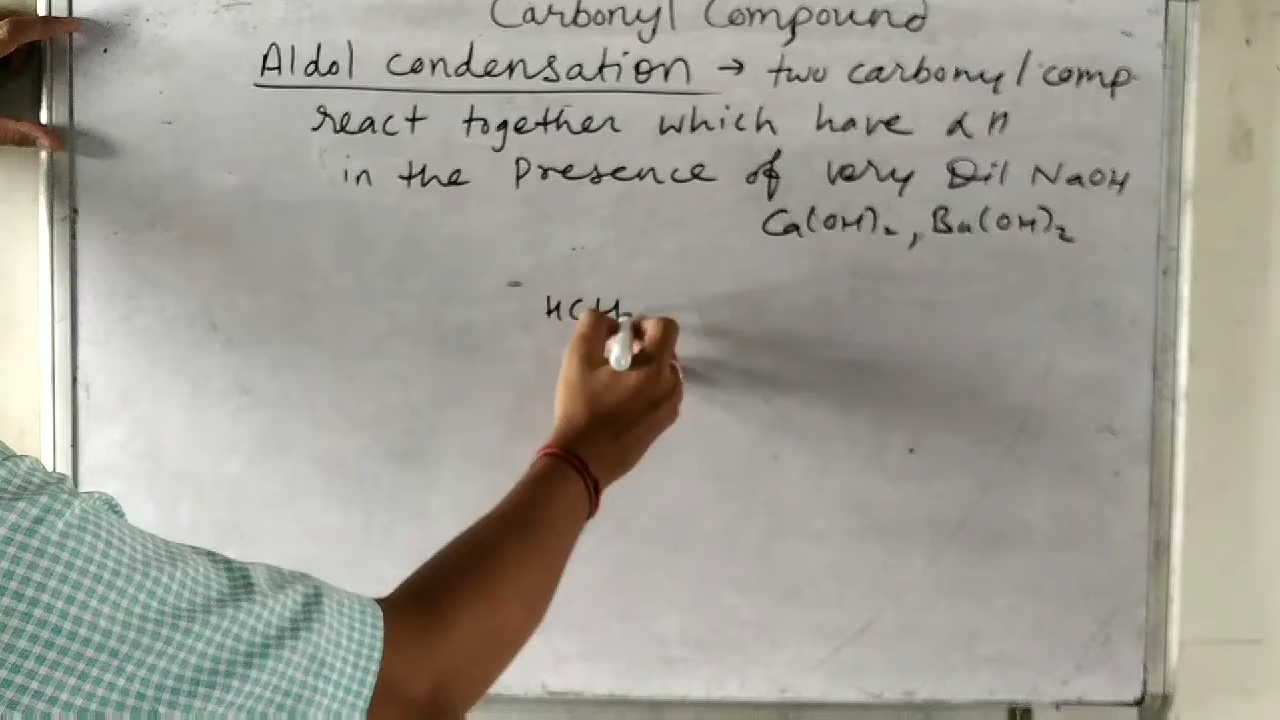 Carbonyl Compound
Aldol condensation → two carbonyl comp
react together which have α H
in the Presence of very Dil NaOH
Ca(OH)₂, Ba(OH)₂
HCH